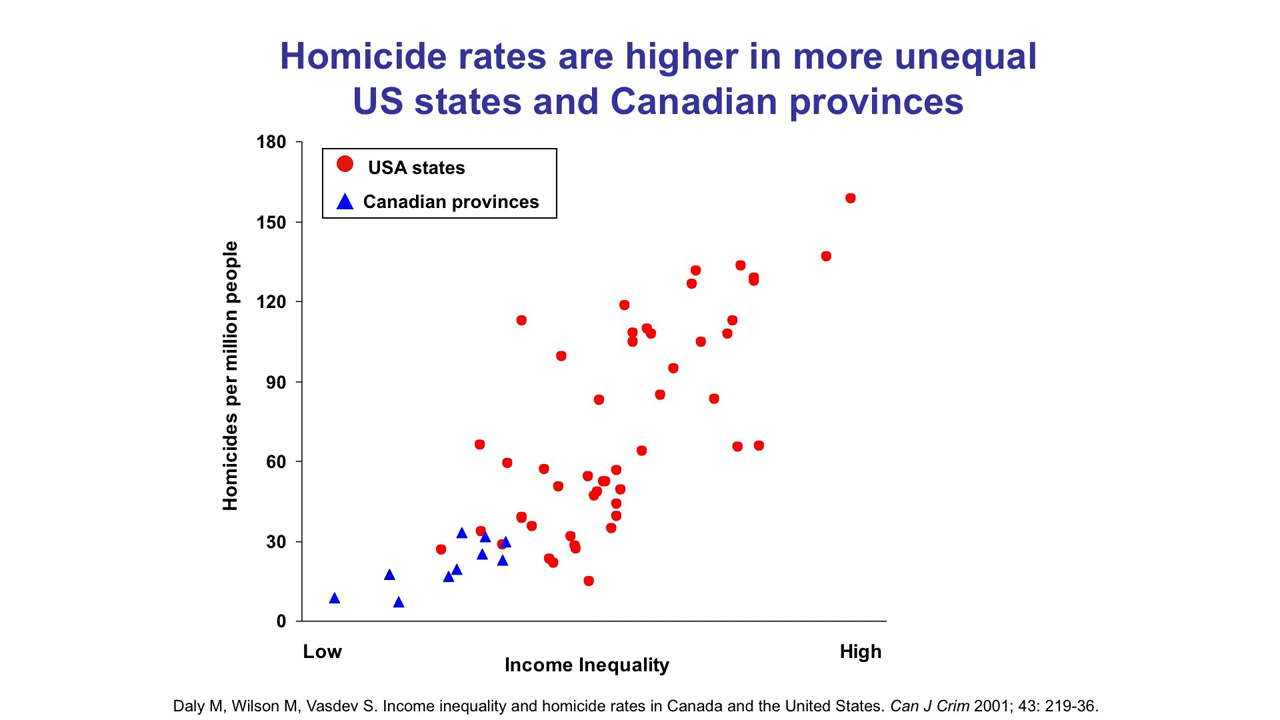 Homicide rates are higher in more unequal
US states and Canadian provinces
180
150
120
90
60
30
0
USA states
Canadian provinces
Homicides per million people
Low
High
Income Inequality
Daly M, Wilson M, Vasdev S. Income inequality and homicide rates in Canada and the United States. Can J Crim 2001; 43: 219-36.